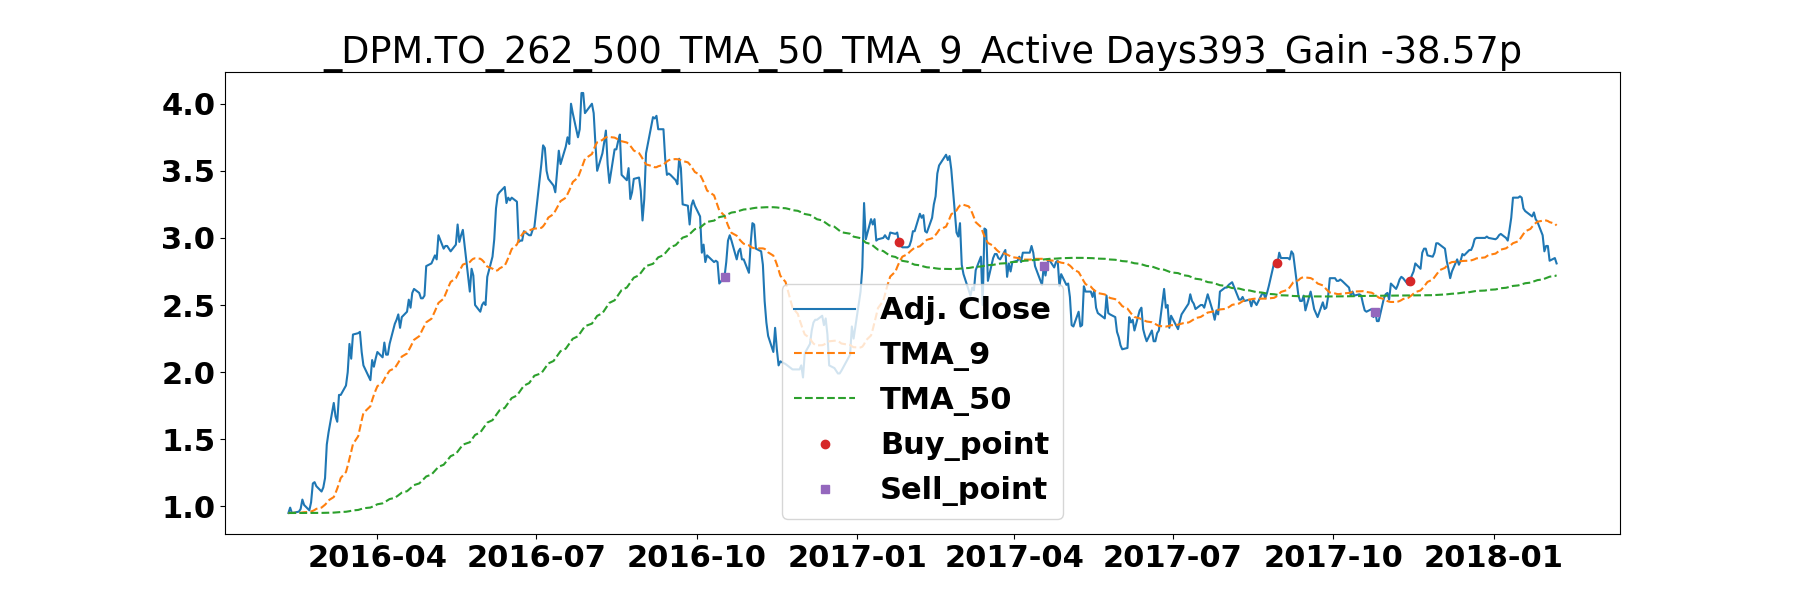 _DPM.TO_262_500_TMA_50_TMA_9_Active Days393_Gain -38.57p
4.0
3.5
3.0
2.5
2.0
1.5
1.0
Adj. Close
TMA_9
TMA_50
Buy_point
Sell_point
2016-04 2016-07 2016-10 2017-01 2017-04 2017-07 2017-10 2018-01